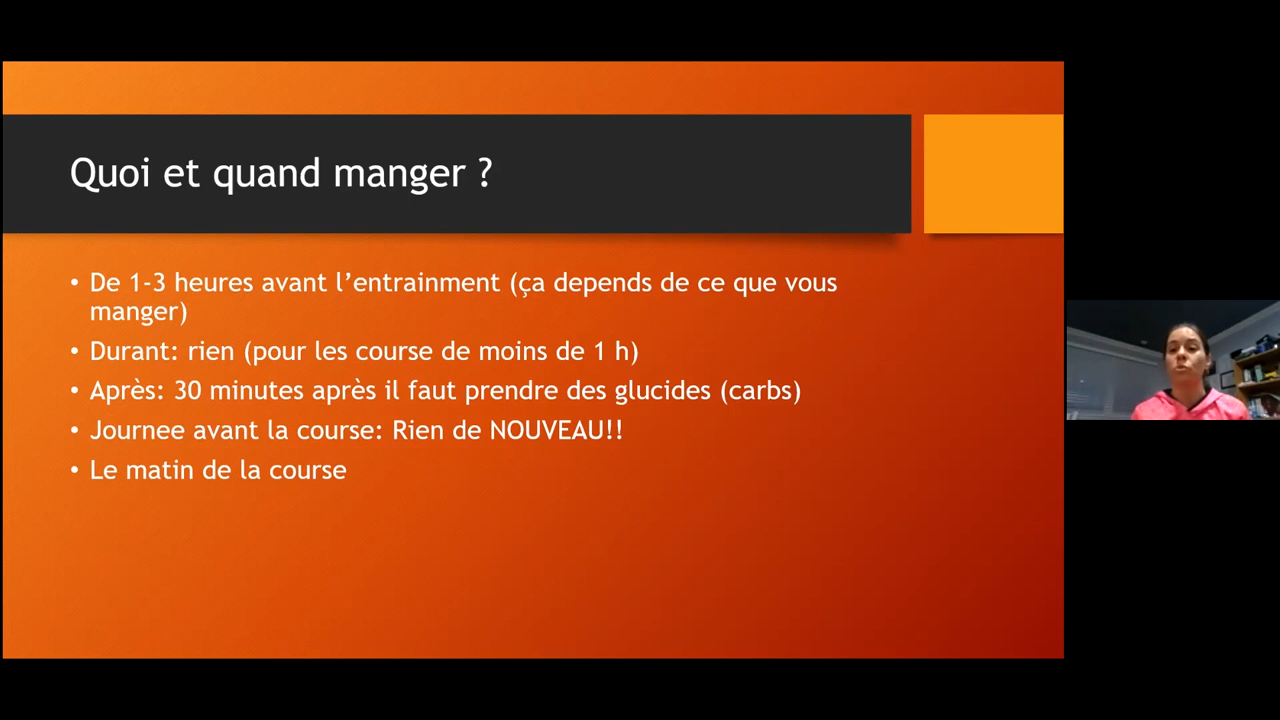 Quoi et quand manger ?
• De 1-3 heures avant l’entrainment (ça depends de ce que vous
manger)
• Durant: rien (pour les course de moins de 1 h)
• Après: 30 minutes après il faut prendre des glucides (carbs)
• Journee avant la course: Rien de NOUVEAU!!
• Le matin de la course